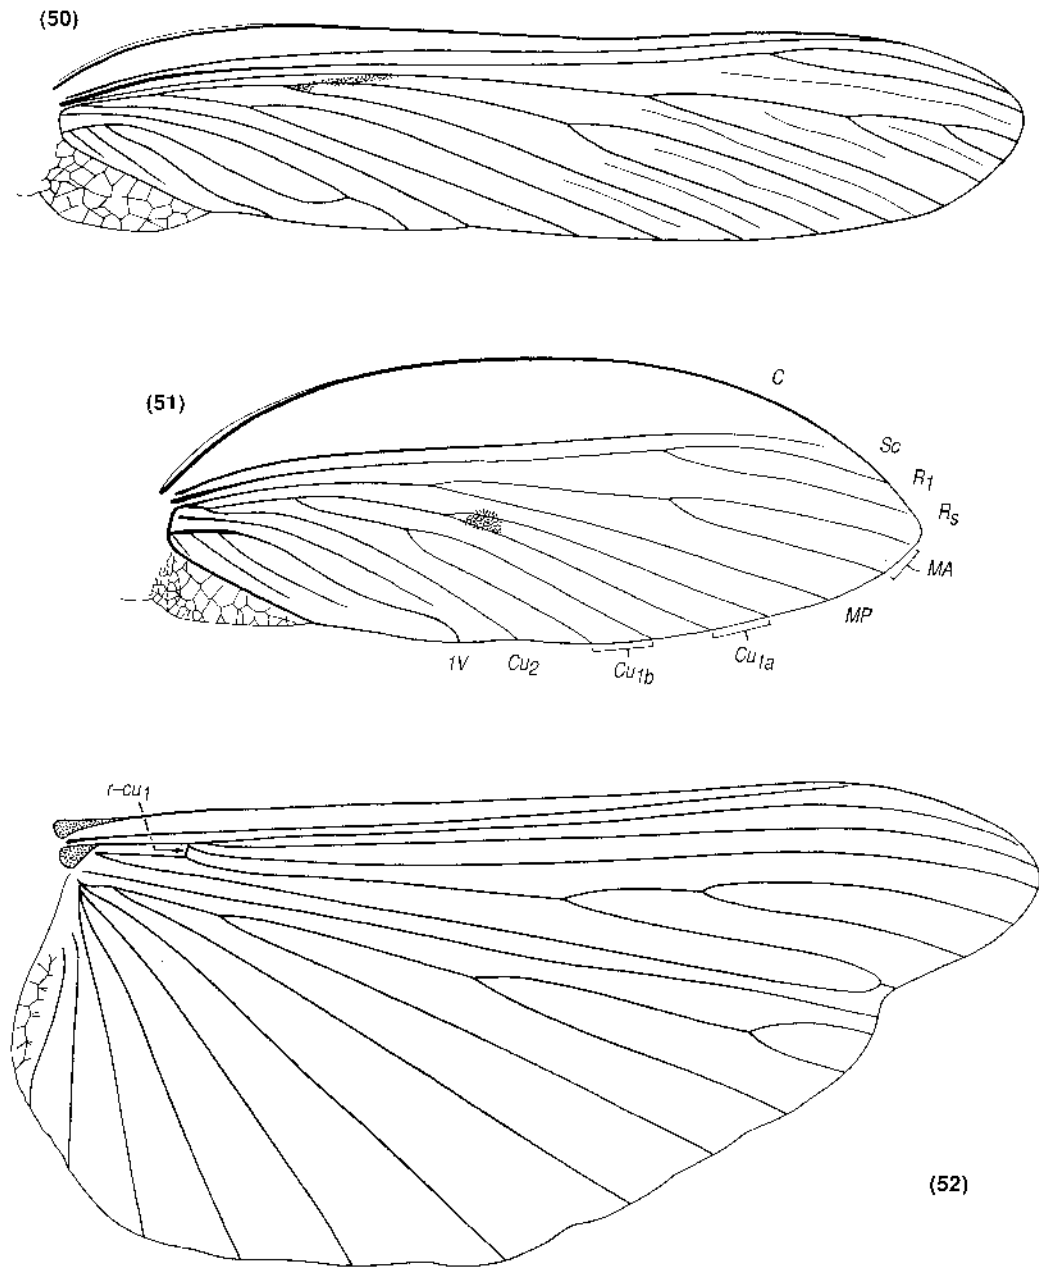 (50)
(51)
C
Sc
R1
Rs
MA
MP
Cu1a
Cu1b
Cu2
1V
r-cu1
(52)